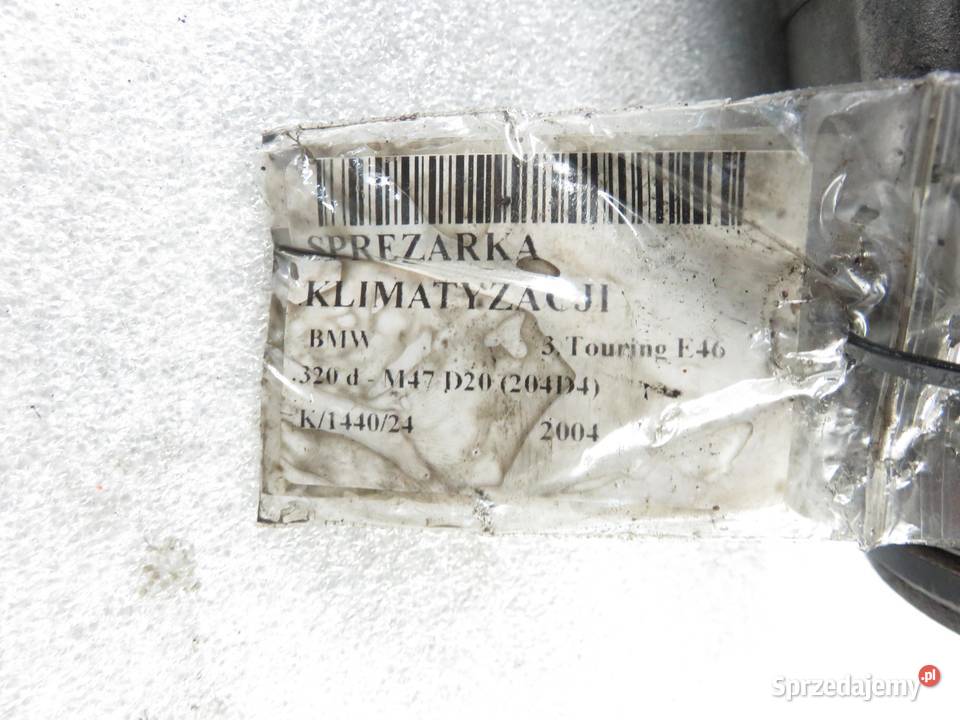 SPREZARKA
KLIMATYZACJI
BMW 3 Touring E46
320 d - M47 D20 (204D4)
K/1440/24 2004
Sprzedajemy.pl